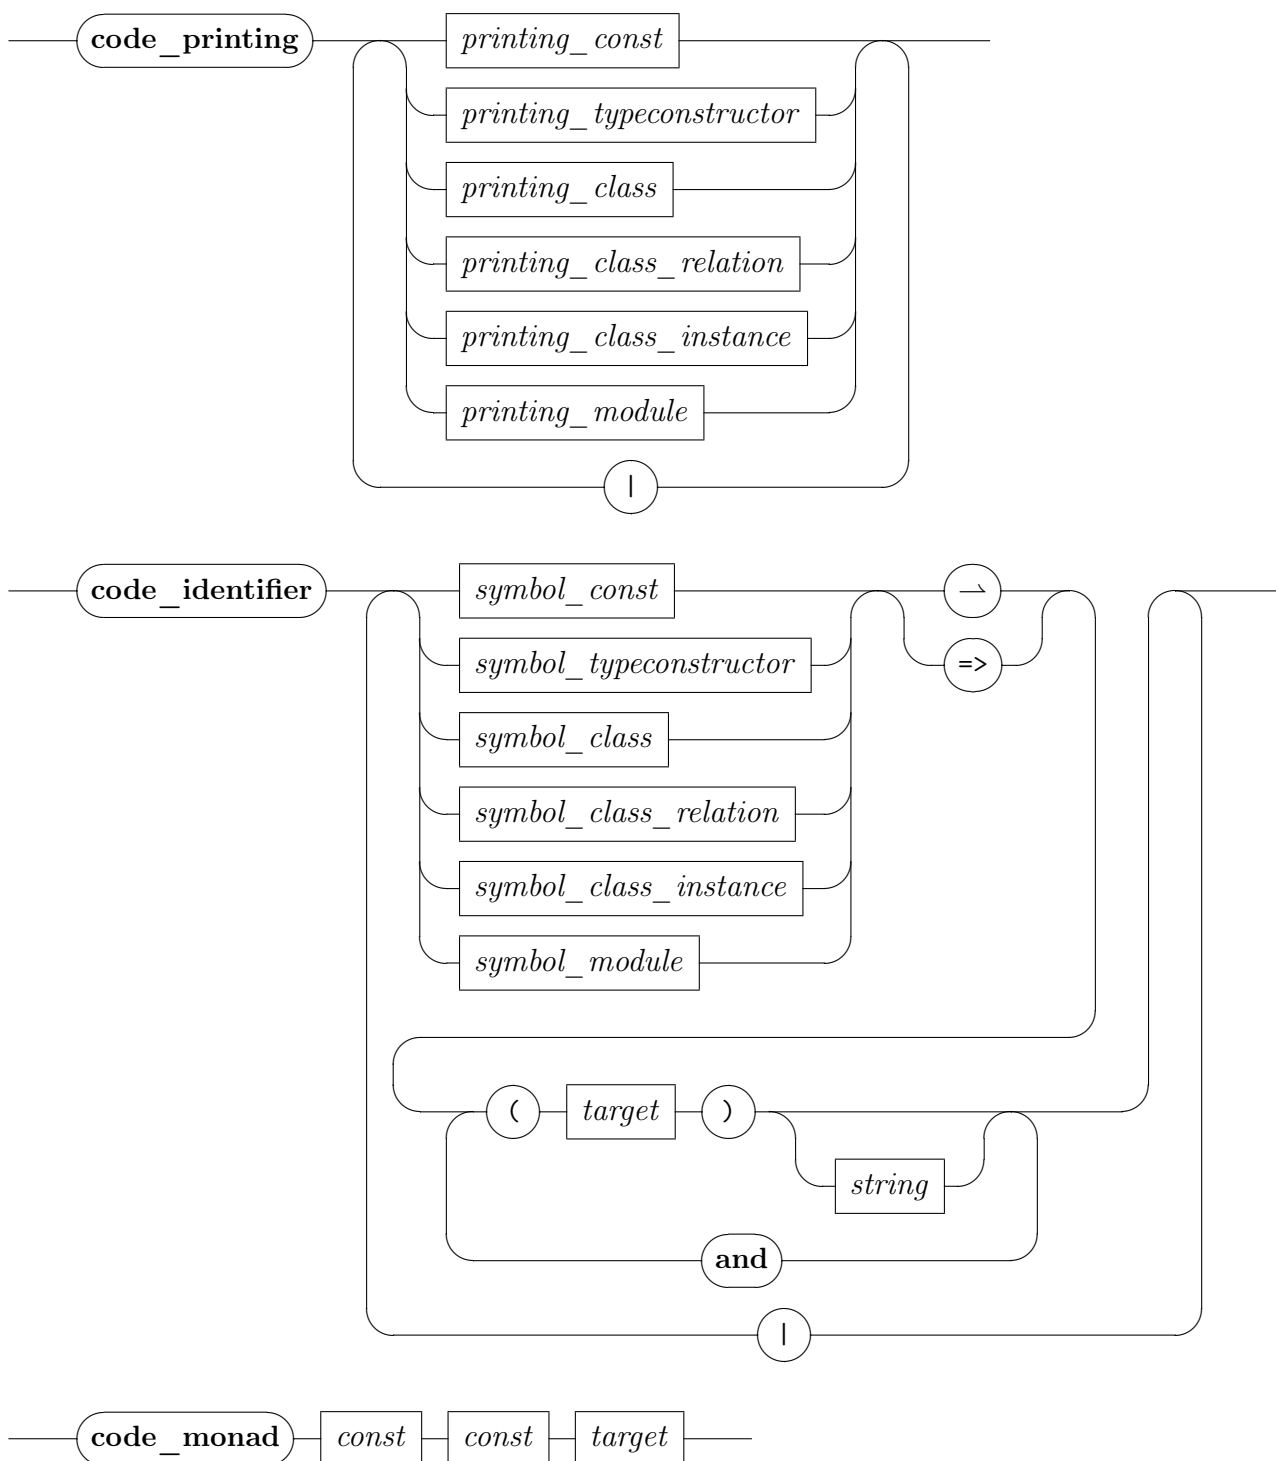 code_printing printing_const
printing_typeconstructor
printing_class
printing_class_relation
printing_class_instance
printing_module
|
code_identifier symbol_const ⇀
symbol_typeconstructor =>
symbol_class
symbol_class_relation
symbol_class_instance
symbol_module
( target )
string
and
|
code_monad const const target